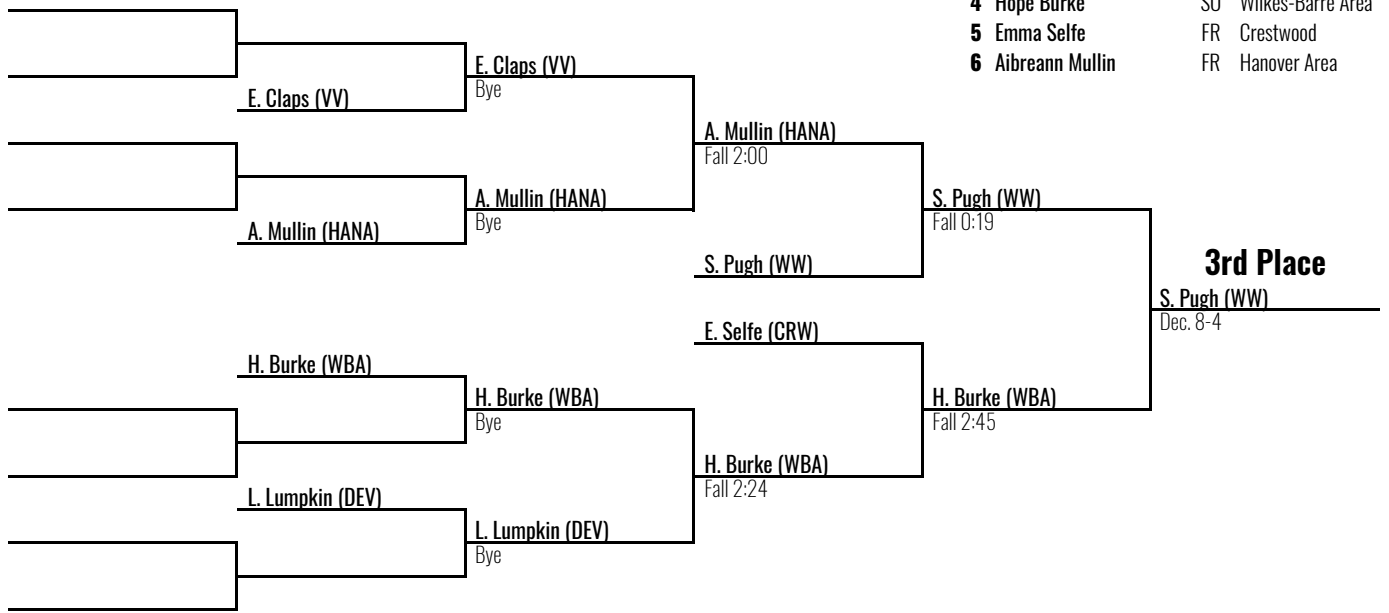 4 Hope Burke SO Wilkes-Barre Area
5 Emma Selfe FR Crestwood
6 Aibreann Mullin FR Hanover Area
E. Claps (VV)
Bye
E. Claps (VV)
A. Mullin (HANA)
Fall 2:00
A. Mullin (HANA)
Bye
S. Pugh (WW)
Fall 0:19
A. Mullin (HANA)
S. Pugh (WW)
3rd Place
S. Pugh (WW)
Dec. 8-4
E. Selfe (CRW)
H. Burke (WBA)
H. Burke (WBA)
Bye
H. Burke (WBA)
Fall 2:45
H. Burke (WBA)
Fall 2:24
L. Lumpkin (DEV)
L. Lumpkin (DEV)
Bye